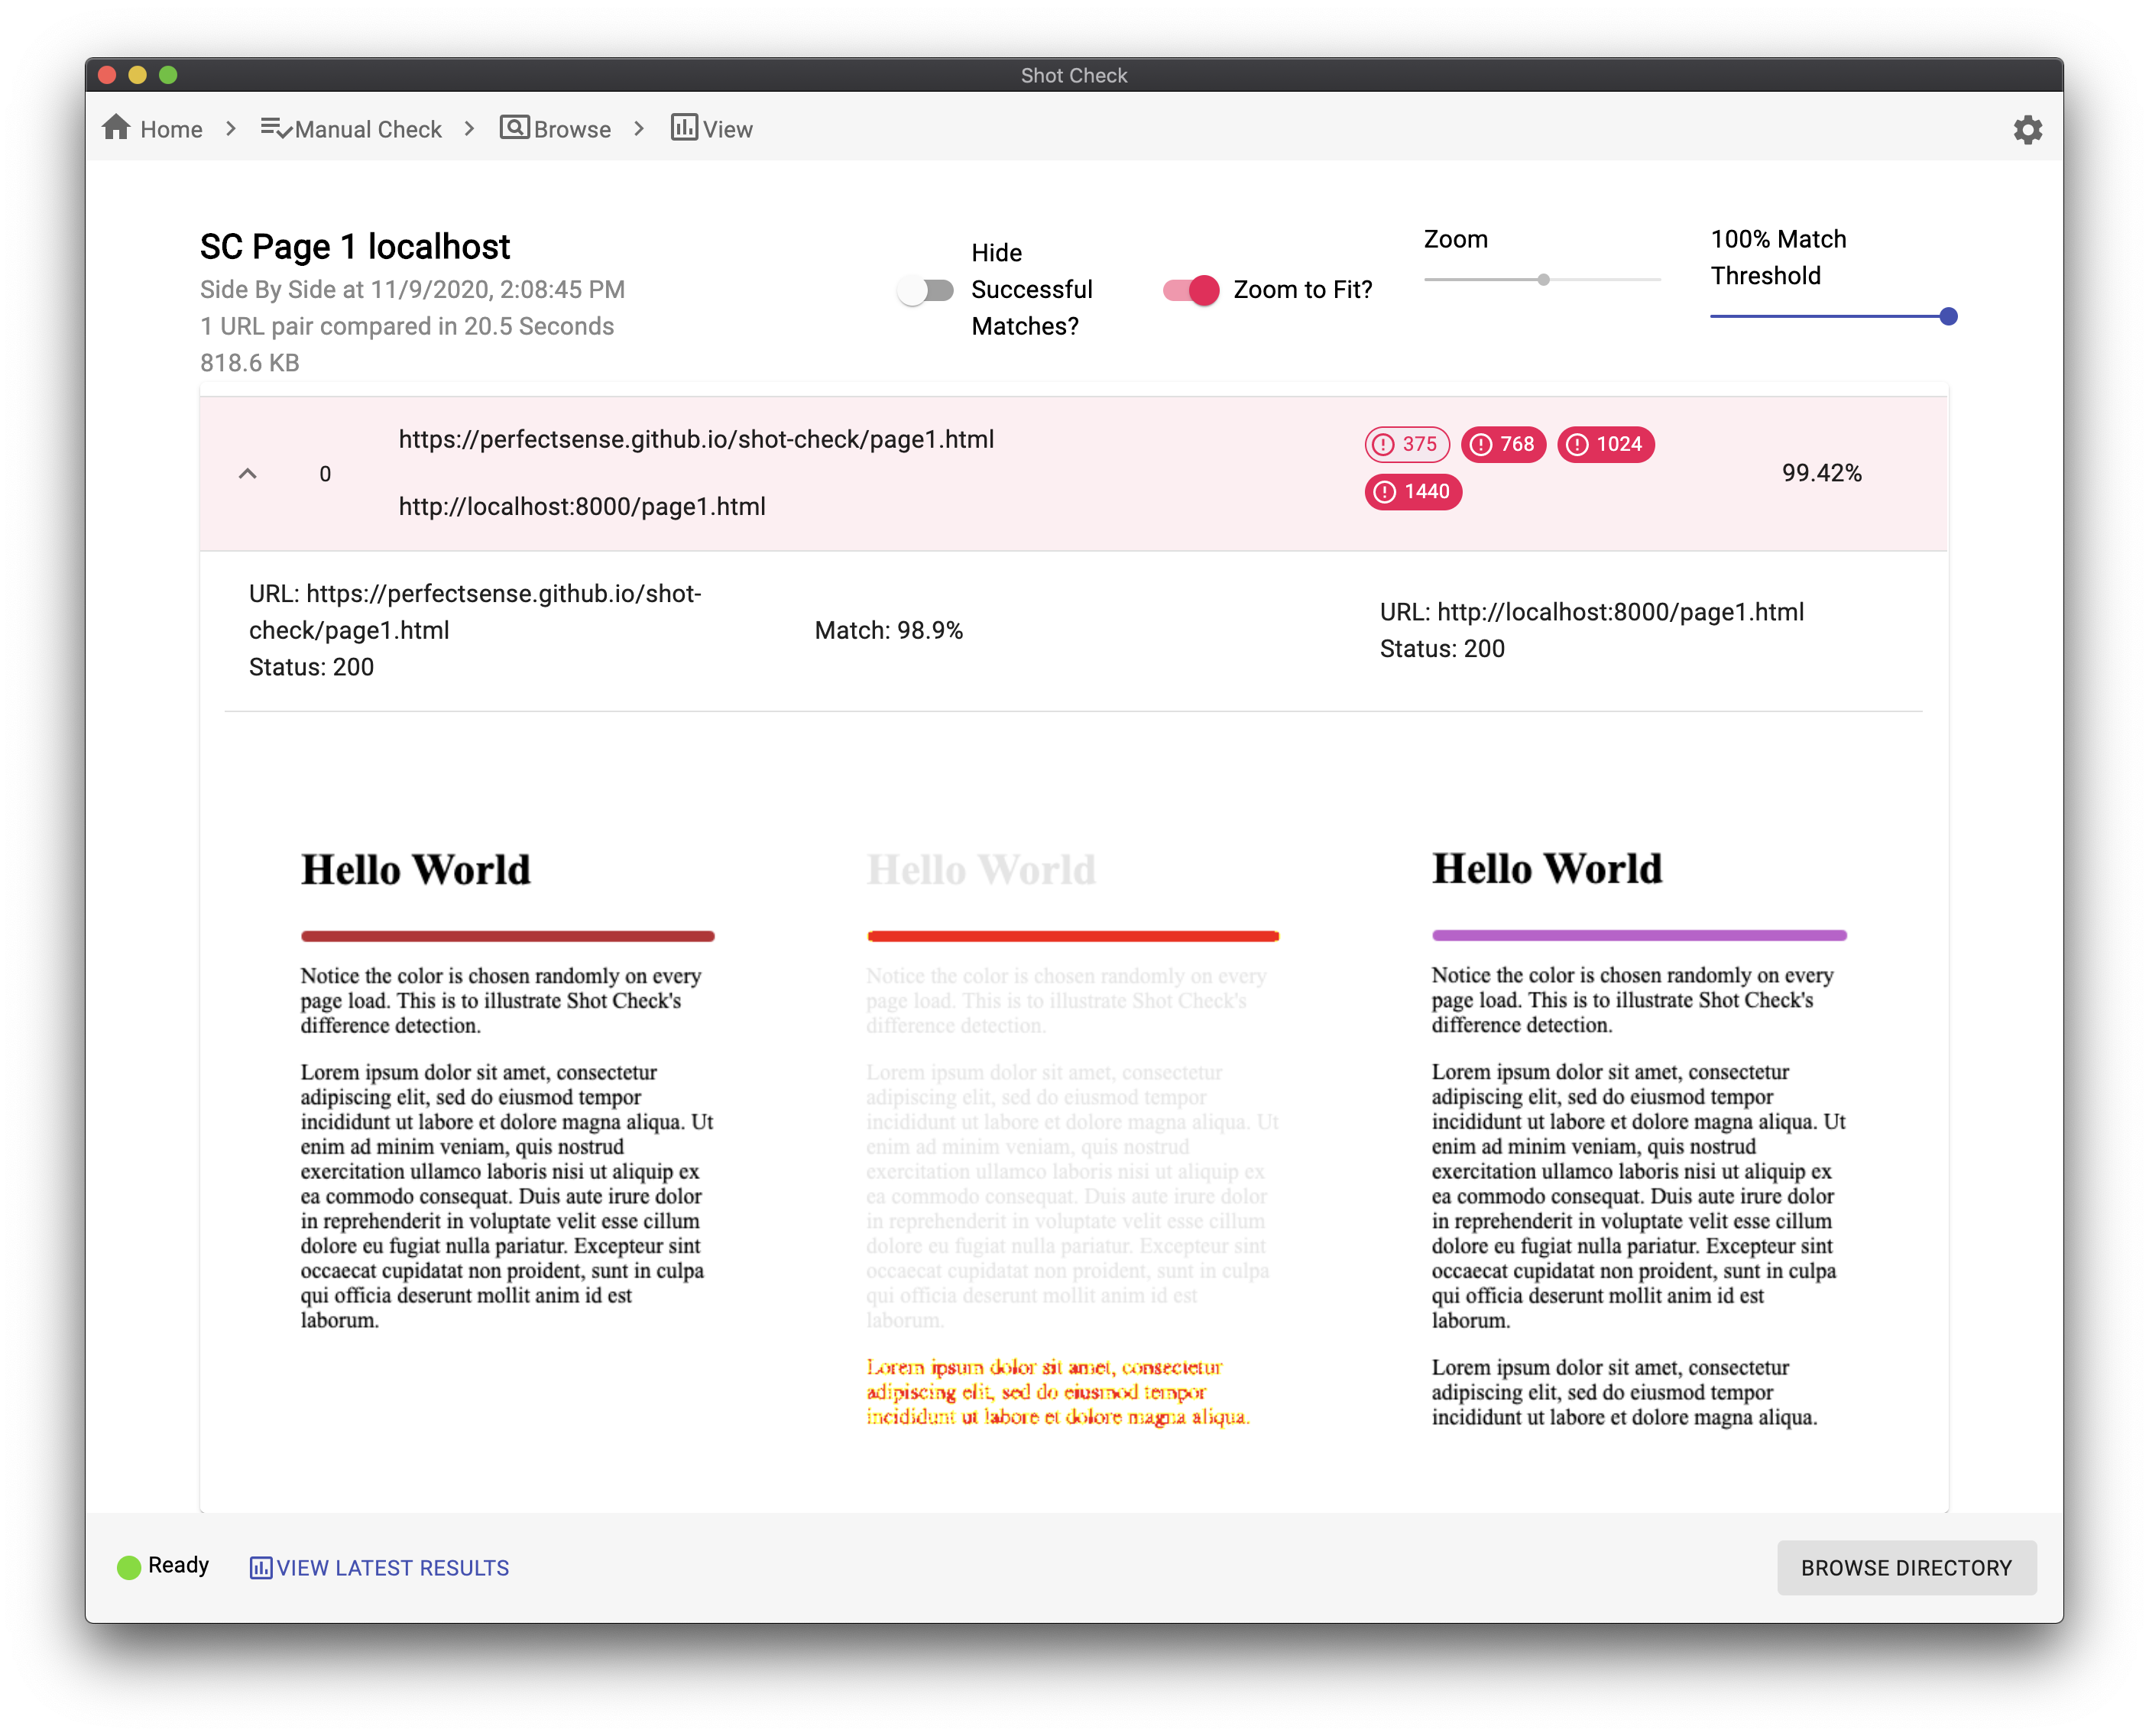 Shot Check
Home
Manual Check
Browse
View
SC Page 1 localhost
Side By Side at 11/9/2020, 2:08:45 PM
1 URL pair compared in 20.5 Seconds
818.6 KB
Hide
Successful
Matches?
Zoom to Fit?
Zoom
100% Match
Threshold
0
https://perfectsense.github.io/shot-check/page1.html
http://localhost:8000/page1.html
375
768
1024
1440
99.42%
URL: https://perfectsense.github.io/shot-
check/page1.html
Status: 200
Match: 98.9%
URL: http://localhost:8000/page1.html
Status: 200
Hello World
Notice the color is chosen randomly on every
page load. This is to illustrate Shot Check's
difference detection.
Lorem ipsum dolor sit amet, consectetur
adipiscing elit, sed do eiusmod tempor
incididunt ut labore et dolore magna aliqua. Ut
enim ad minim veniam, quis nostrud
exercitation ullamco laboris nisi ut aliquip ex
ea commodo consequat. Duis aute irure dolor
in reprehenderit in voluptate velit esse cillum
dolore eu fugiat nulla pariatur. Excepteur sint
occaecat cupidatat non proident, sunt in culpa
qui officia deserunt mollit anim id est
laborum.
Hello World
Notice the color is chosen randomly on every
page load. This is to illustrate Shot Check's
difference detection.
Lorem ipsum dolor sit amet, consectetur
adipiscing elit, sed do eiusmod tempor
incididunt ut labore et dolore magna aliqua. Ut
enim ad minim veniam, quis nostrud
exercitation ullamco laboris nisi ut aliquip ex
ea commodo consequat. Duis aute irure dolor
in reprehenderit in voluptate velit esse cillum
dolore eu fugiat nulla pariatur. Excepteur sint
occaecat cupidatat non proident, sunt in culpa
qui officia deserunt mollit anim id est
laborum.
Lorem ipsum dolor sit amet, consectetur
adipiscing elit, sed do eiusmod tempor
incididunt ut labore et dolore magna aliqua.
Hello World
Notice the color is chosen randomly on every
page load. This is to illustrate Shot Check's
difference detection.
Lorem ipsum dolor sit amet, consectetur
adipiscing elit, sed do eiusmod tempor
incididunt ut labore et dolore magna aliqua. Ut
enim ad minim veniam, quis nostrud
exercitation ullamco laboris nisi ut aliquip ex
ea commodo consequat. Duis aute irure dolor
in reprehenderit in voluptate velit esse cillum
dolore eu fugiat nulla pariatur. Excepteur sint
occaecat cupidatat non proident, sunt in culpa
qui officia deserunt mollit anim id est
laborum.
Lorem ipsum dolor sit amet, consectetur
adipiscing elit, sed do eiusmod tempor
incididunt ut labore et dolore magna aliqua.
Ready
VIEW LATEST RESULTS
BROWSE DIRECTORY